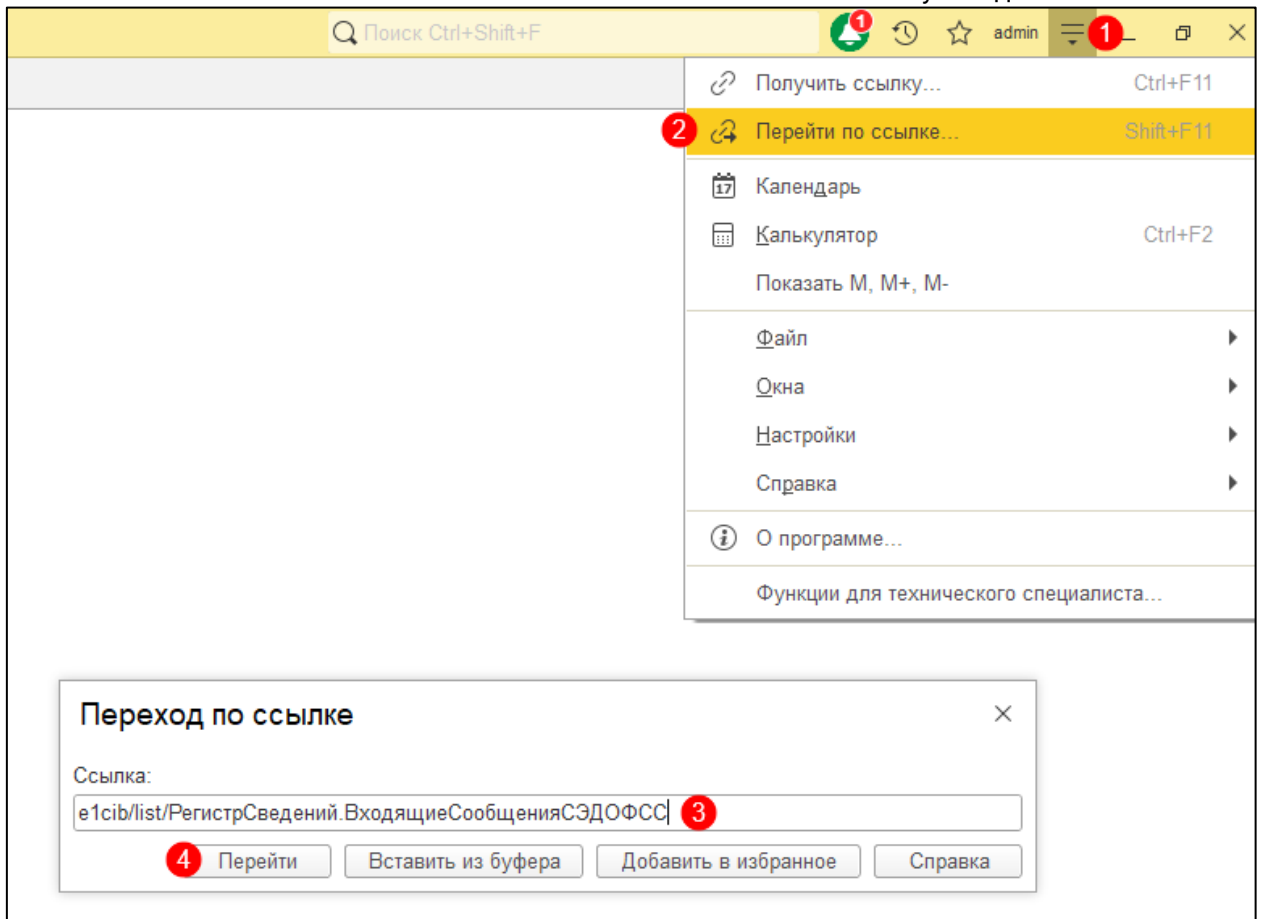 Поиск Ctrl+Shift+F 1 admin 1
Получить ссылку... Ctrl+F11
2 Перейти по ссылке... Shift+F11
17 Календарь
Калькулятор Ctrl+F2
Показать M, M+, M-
Файл
Окна
Настройки
Справка
О программе...
Функции для технического специалиста...
Переход по ссылке
Ссылка:
e1cib/list/РегистрСведений.ВходящиеСообщенияСЭДОФСС 3
4 Перейти Вставить из буфера Добавить в избранное Справка